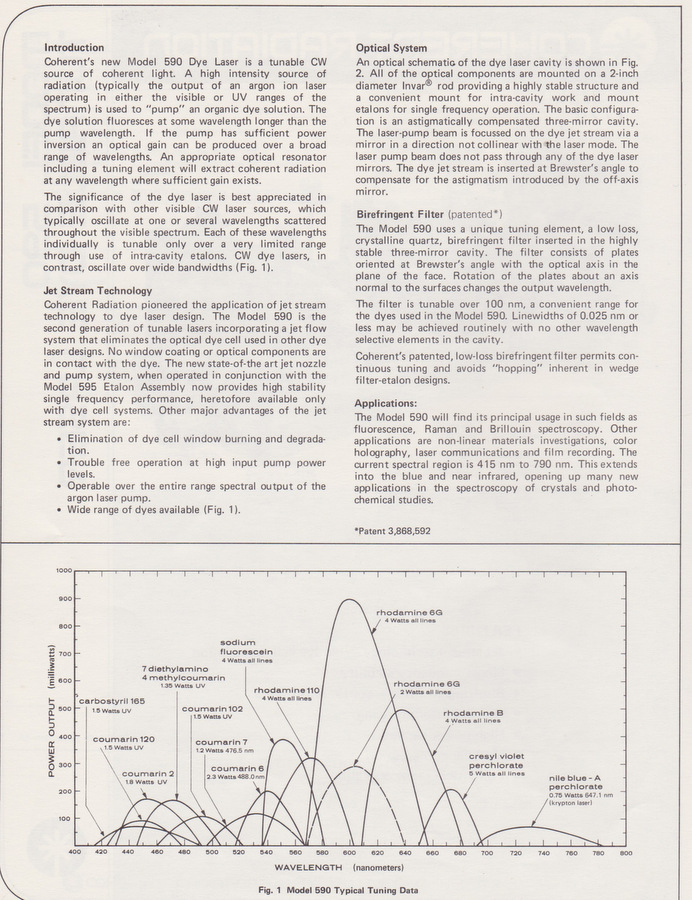 Introduction
Coherent's new Model 590 Dye Laser is a tunable CW
source of coherent light. A high intensity source of
radiation (typically the output of an argon ion laser
operating in either the visible or UV ranges of the
spectrum) is used to "pump" an organic dye solution. The
dye solution fluoresces at some wavelength longer than the
pump wavelength. If the pump has sufficient power
inversion an optical gain can be produced over a broad
range of wavelengths. An appropriate optical resonator
including a tuning element will extract coherent radiation
at any wavelength where sufficient gain exists.
The significance of the dye laser is best appreciated in
comparison with other visible CW laser sources, which
typically oscillate at one or several wavelengths scattered
throughout the visible spectrum. Each of these wavelengths
individually is tunable only over a very limited range
through use of intra-cavity etalons. CW dye lasers, in
contrast, oscillate over wide bandwidths (Fig. 1).
Jet Stream Technology
Coherent Radiation pioneered the application of jet stream
technology to dye laser design. The Model 590 is the
second generation of tunable lasers incorporating a jet flow
system that eliminates the optical dye cell used in other dye
laser designs. No window coating or optical components are
in contact with the dye. The new state-of-the art jet nozzle
and pump system, when operated in conjunction with the
Model 595 Etalon Assembly now provides high stability
single frequency performance, heretofore available only
with dye cell systems. Other major advantages of the jet
stream system are:
• Elimination of dye cell window burning and degrada-
tion.
• Trouble free operation at high input pump power
levels.
• Operable over the entire range spectral output of the
argon laser pump.
• Wide range of dyes available (Fig. 1).
Optical System
An optical schematic of the dye laser cavity is shown in Fig.
2. All of the optical components are mounted on a 2-inch
diameter Invar® rod providing a highly stable structure and
a convenient mount for intra-cavity work and mount
etalons for single frequency operation. The basic configura-
tion is an astigmatically compensated three-mirror cavity.
The laser-pump beam is focussed on the dye jet stream via a
mirror in a direction not collinear with the laser mode. The
laser pump beam does not pass through any of the dye laser
mirrors. The dye jet stream is inserted at Brewster's angle to
compensate for the astigmatism introduced by the off-axis
mirror.
Birefringent Filter (patented*)
The Model 590 uses a unique tuning element, a low loss,
crystalline quartz, birefringent filter inserted in the highly
stable three-mirror cavity. The filter consists of plates
oriented at Brewster's angle with the optical axis in the
plane of the face. Rotation of the plates about an axis
normal to the surfaces changes the output wavelength.
The filter is tunable over 100 nm, a convenient range for
the dyes used in the Model 590. Linewidths of 0.025 nm or
less may be achieved routinely with no other wavelength
selective elements in the cavity.
Coherent's patented, low-loss birefringent filter permits con-
tinuous tuning and avoids "hopping" inherent in wedge
filter-etalon designs.
Applications:
The Model 590 will find its principal usage in such fields as
fluorescence, Raman and Brillouin spectroscopy. Other
applications are non-linear materials investigations, color
holography, laser communications and film recording. The
current spectral region is 415 nm to 790 nm. This extends
into the blue and near infrared, opening up many new
applications in the spectroscopy of crystals and photo-
chemical studies.
*Patent 3,868,592
POWER OUTPUT (milliwatts)
1000
900
800
700
600
500
400
300
200
100
carbostyril 165
1.5 Watts UV
coumarin 120
1.5 Watts UV
coumarin 2
1.8 Watts UV
7 diethylamino
4 methylcoumarin
1.35 Watts UV
coumarin 102
1.5 Watts UV
coumarin 7
1.2 Watts 476.5 nm
coumarin 6
2.3 Watts 488.0 nm
sodium
fluorescein
4 Watts all lines
rhodamine 110
4 Watts all lines
rhodamine 6G
4 Watts all lines
rhodamine 6G
2 Watts all lines
rhodamine B
4 Watts all lines
cresyl violet
perchlorate
5 Watts all lines
nile blue - A
perchlorate
0.75 Watts 647.1 nm
(krypton laser)
400 420 440 460 480 500 520 540 560 580 600 620 640 660 680 700 720 740 760 780 800
WAVELENGTH (nanometers)
Fig. 1 Model 590 Typical Tuning Data